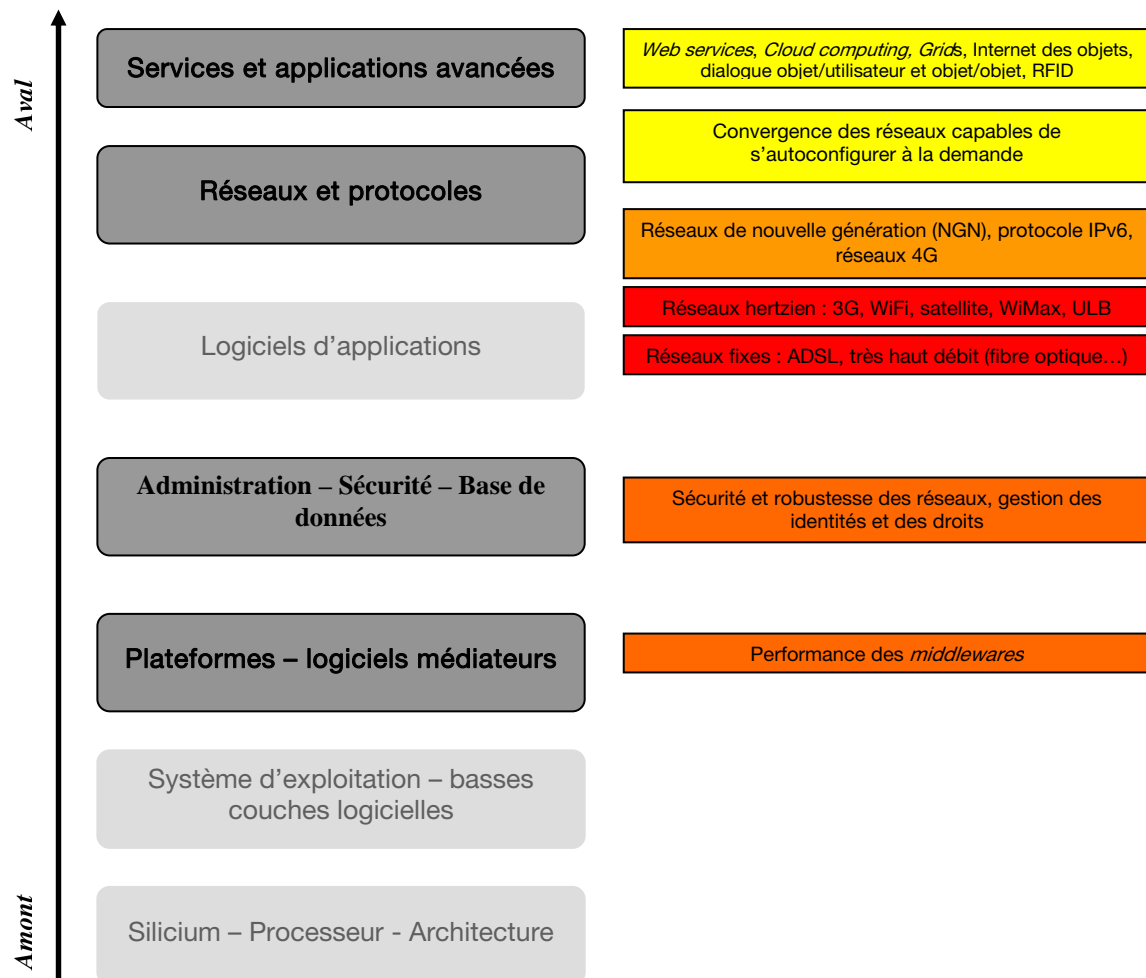 Aval
Services et applications avancées
Web services, Cloud computing, Grids, Internet des objets,
dialogue objet/utilisateur et objet/objet, RFID
Convergence des réseaux capables de
s'autoconfigurer à la demande
Réseaux et protocoles
Réseaux de nouvelle génération (NGN), protocole IPv6,
réseaux 4G
Réseaux hertzien : 3G, WiFi, satellite, WiMax, ULB
Logiciels d'applications
Réseaux fixes : ADSL, très haut débit (fibre optique…)
Administration – Sécurité – Base de
données
Sécurité et robustesse des réseaux, gestion des
identités et des droits
Plateformes – logiciels médiateurs
Performance des middlewares
Système d'exploitation – basses
couches logicielles
Silicium – Processeur - Architecture
Amont